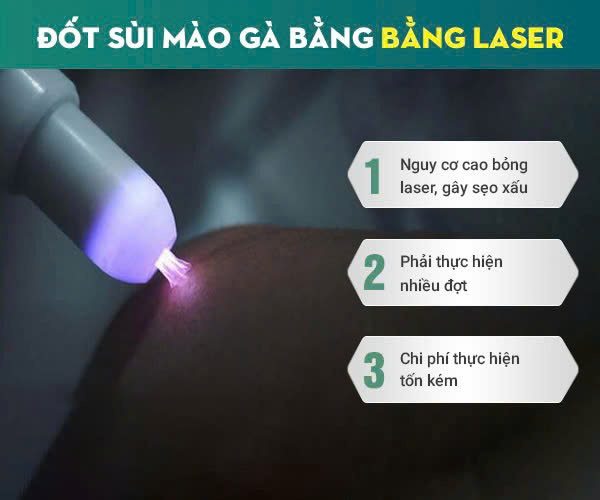 ĐỐT SÙI MÀO GÀ BẰNG BẰNG LASER
1
Nguy cơ cao bỏng
laser, gây sẹo xấu
2
Phải thực hiện
nhiều đợt
3
Chi phí thực hiện
tốn kém